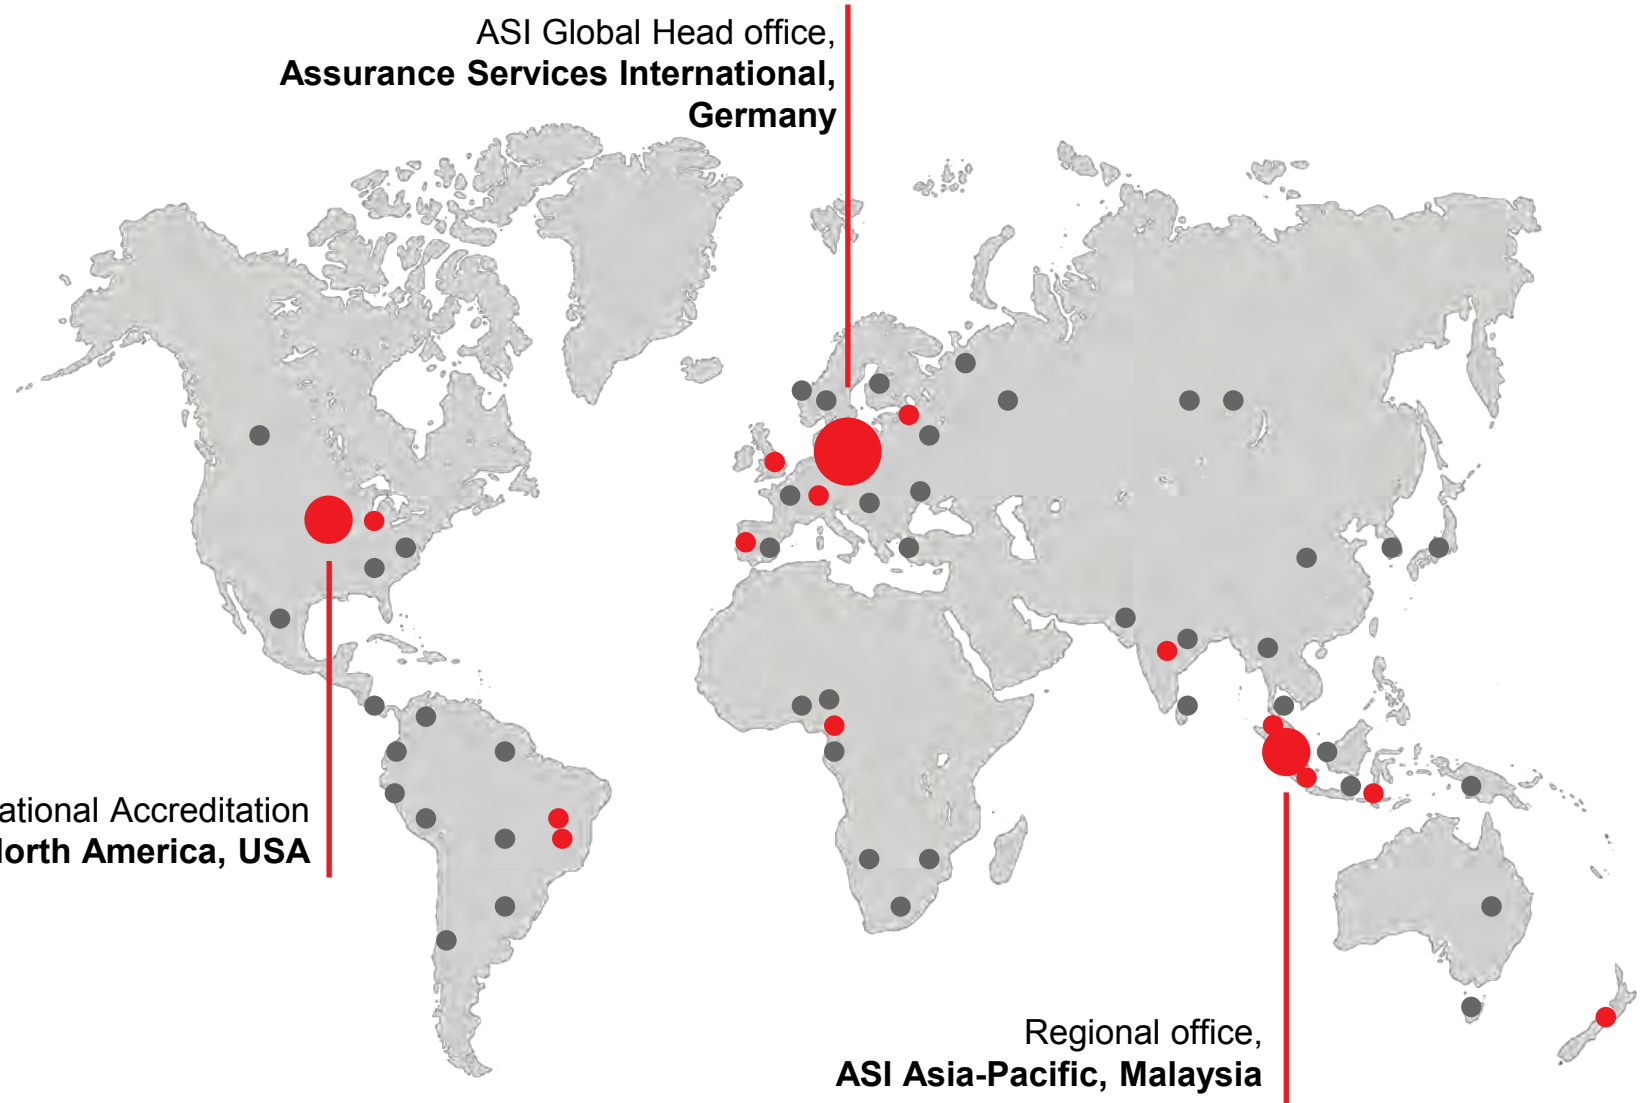 ASI Global Head office,
Assurance Services International,
Germany
ational Accreditation
orth America, USA
Regional office,
ASI Asia-Pacific, Malaysia